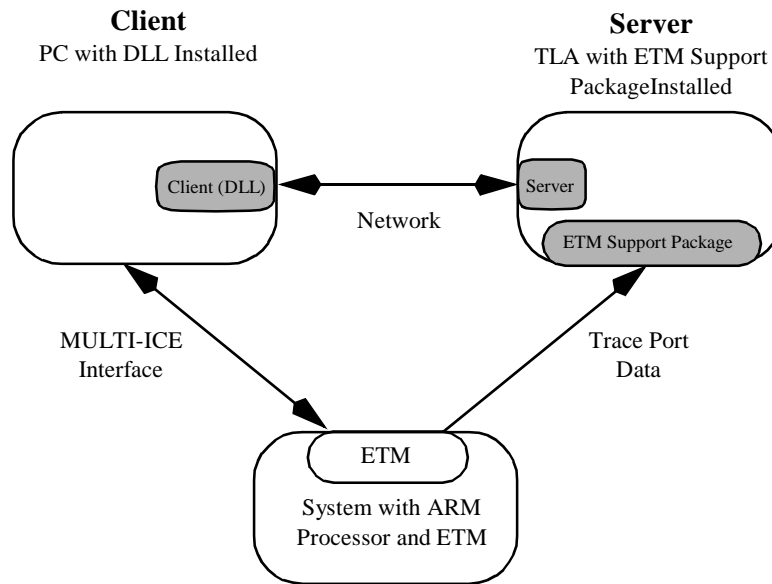 Client
PC with DLL Installed
Server
TLA with ETM Support
PackageInstalled
Client (DLL)
Server
Network
ETM Support Package
MULTI-ICE
Interface
Trace Port
Data
ETM
System with ARM
Processor and ETM